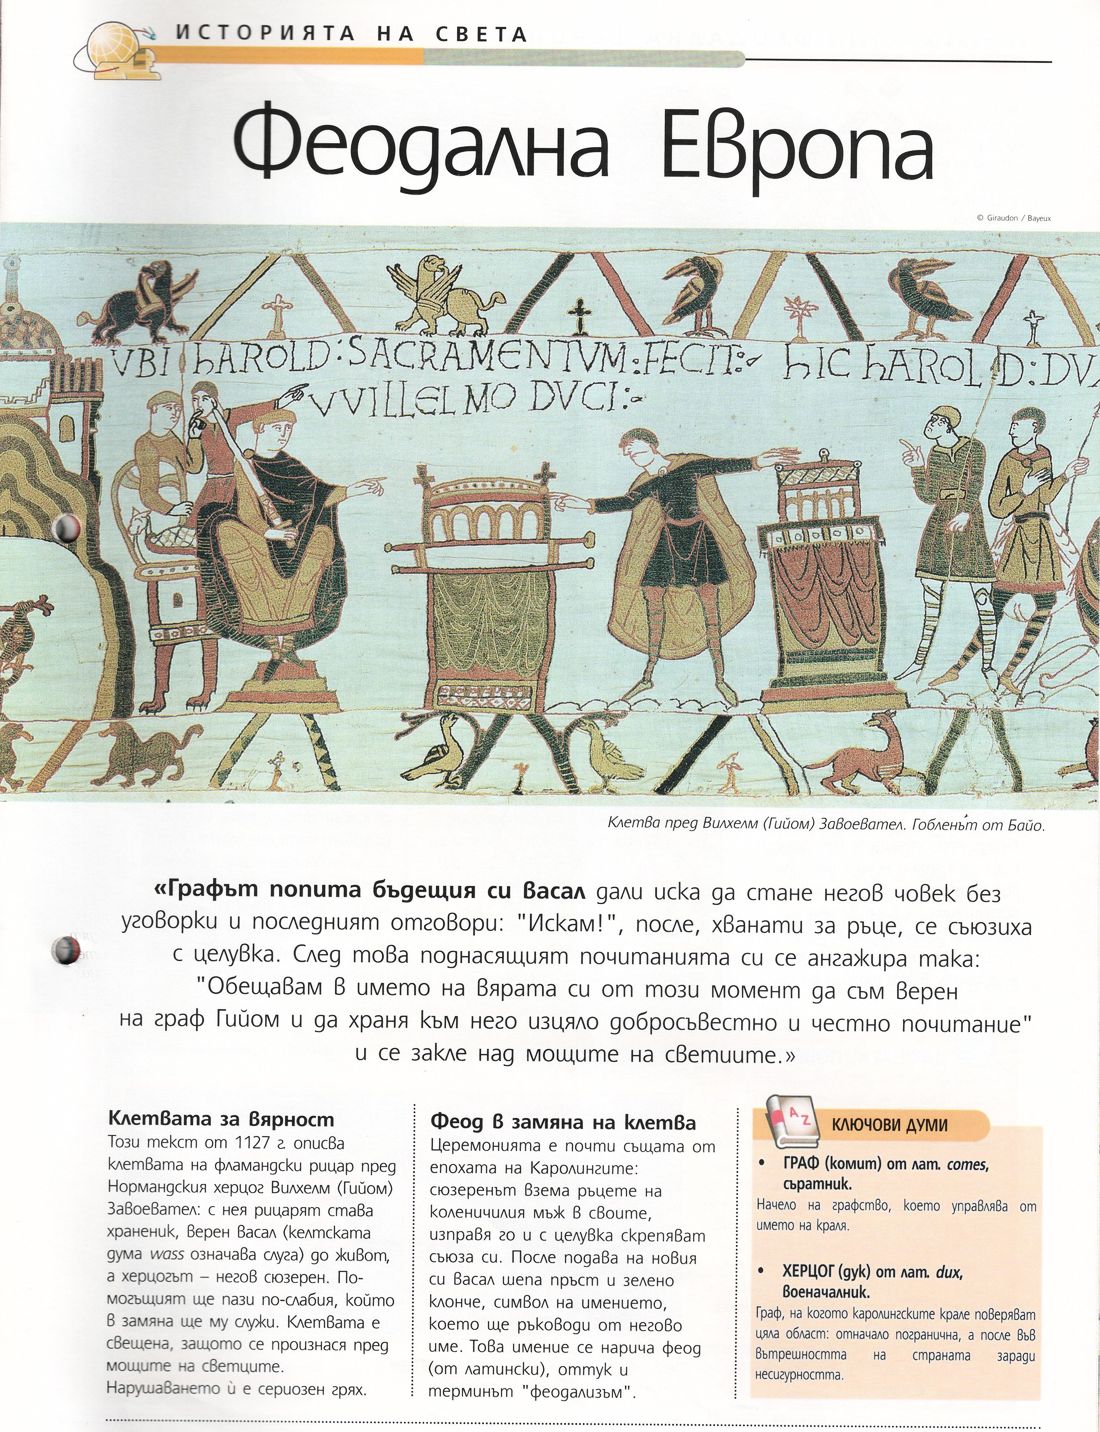 ИСТОРИЯТА НА СВЕТА
Феодална Европа
© Giraudon / Bayeux
VBI hAROLD:SACRAMENTVM:FECIT:
VVILLELMO DVCI:
hIC hAROLD:DV
Клетва пред Вилхелм (Гийом) Завоевател. Гобленът от Байо.
«Графът попита бъдещия си васал дали иска да стане негов човек без
уговорки и последният отговори: "Искам!", после, хванати за ръце, се съюзиха
с целувка. След това поднасящият почитанията си се ангажира така:
"Обещавам в името на вярата си от този момент да съм верен
на граф Гийом и да храня към него изцяло добросъвестно и честно почитание"
и се закле над мощите на светиите.»
Клетвата за вярност
Този текст от 1127 г. описва
клетвата на фламандски рицар пред
Нормандския херцог Вилхелм (Гийом)
Завоевател: с нея рицарят става
храненик, верен васал (келтската
дума wass означава слуга) до живот,
а херцогът – негов сюзерен. По-
могъщият ще пази по-слабия, който
в замяна ще му служи. Клетвата е
свещена, защото се произнася пред
мощите на светците.
Нарушаването ѝ е сериозен грях.
Феод в замяна на клетва
Церемонията е почти същата от
епохата на Каролингите:
сюзеренът взема ръцете на
коленичилия мъж в своите,
изправя го и с целувка скрепяват
съюза си. После подава на новия
си васал шепа пръст и зелено
клонче, символ на имението,
което ще ръководи от негово
име. Това имение се нарича феод
(от латински), оттук и
терминът "феодализъм".
A Z
КЛЮЧОВИ ДУМИ
• ГРАФ (комит) от лат. comes,
съратник.
Начело на графство, което управлява от
името на краля.
• ХЕРЦОГ (дук) от лат. dux,
военачалник.
Граф, на когото каролингските крале поверяват
цяла област: отначало погранична, а после във
вътрешността на страната заради
несигурността.